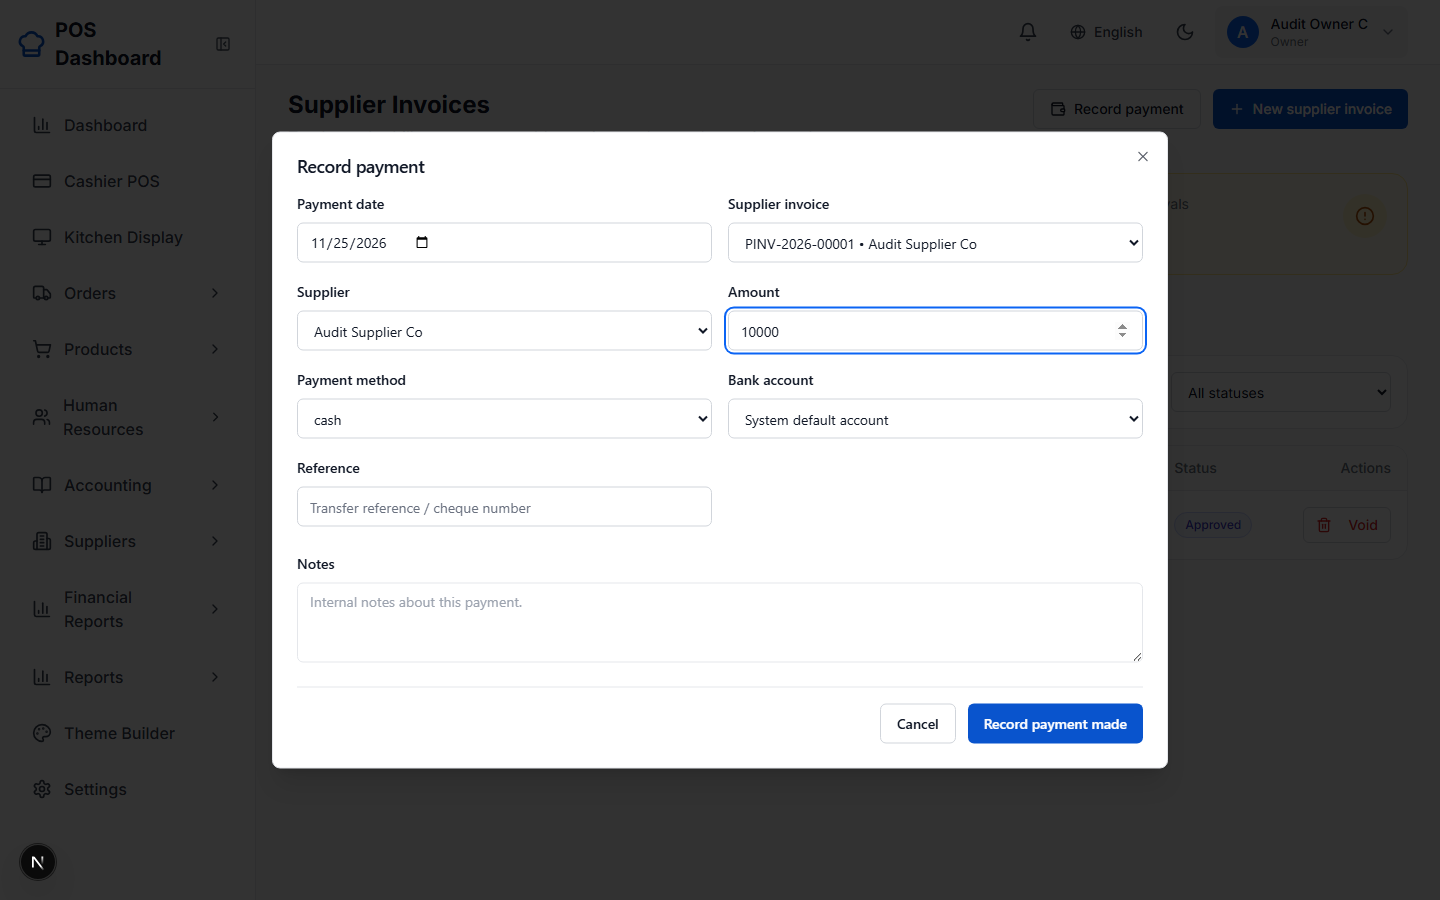 POS
Dashboard
English
A
Audit Owner C
Owner
Dashboard
Cashier POS
Kitchen Display
Orders
Products
Human
Resources
Accounting
Suppliers
Financial
Reports
Reports
Theme Builder
Settings
N
Supplier Invoices
Record payment
+ New supplier invoice
All statuses
Status
Actions
Approved
Void
Record payment
Payment date
11/25/2026
Supplier invoice
PINV-2026-00001 • Audit Supplier Co
Supplier
Audit Supplier Co
Amount
10000
Payment method
cash
Bank account
System default account
Reference
Transfer reference / cheque number
Notes
Internal notes about this payment.
Cancel
Record payment made